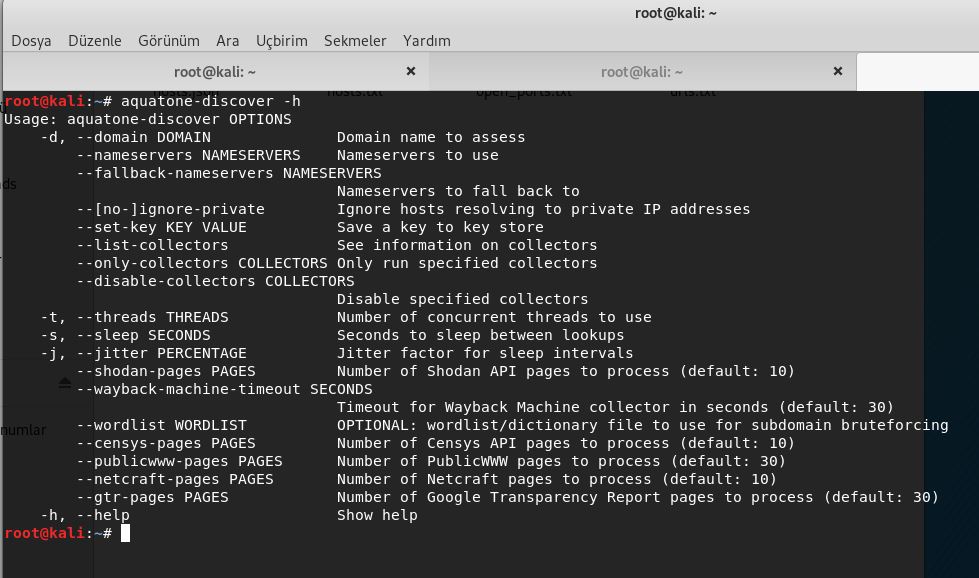 root@kali: ~
Dosya Düzenle Görünüm Ara Uçbirim Sekmeler Yardım
root@kali: ~ × root@kali: ~ ×
hosts.json hosts.txt open_ports.txt urls.txt
root@kali:~# aquatone-discover -h
Usage: aquatone-discover OPTIONS
-d, --domain DOMAIN Domain name to assess
--nameservers NAMESERVERS Nameservers to use
--fallback-nameservers NAMESERVERS
Nameservers to fall back to
--[no-]ignore-private Ignore hosts resolving to private IP addresses
--set-key KEY VALUE Save a key to key store
--list-collectors See information on collectors
--only-collectors COLLECTORS Only run specified collectors
--disable-collectors COLLECTORS
Disable specified collectors
-t, --threads THREADS Number of concurrent threads to use
-s, --sleep SECONDS Seconds to sleep between lookups
-j, --jitter PERCENTAGE Jitter factor for sleep intervals
--shodan-pages PAGES Number of Shodan API pages to process (default: 10)
--wayback-machine-timeout SECONDS
Timeout for Wayback Machine collector in seconds (default: 30)
numlar
--wordlist WORDLIST OPTIONAL: wordlist/dictionary file to use for subdomain bruteforcing
--censys-pages PAGES Number of Censys API pages to process (default: 10)
--publicwww-pages PAGES Number of PublicWWW pages to process (default: 30)
--netcraft-pages PAGES Number of Netcraft pages to process (default: 10)
--gtr-pages PAGES Number of Google Transparency Report pages to process (default: 30)
-h, --help Show help
root@kali:~#